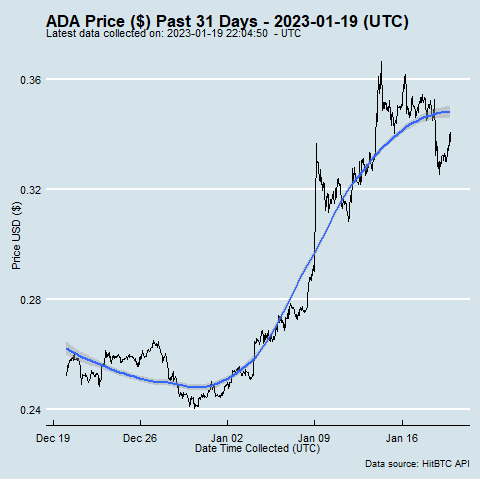 ADA Price ($) Past 31 Days - 2023-01-19 (UTC)
Latest data collected on: 2023-01-19 22:04:50 - UTC
0.36
0.32
0.28
0.24
Price USD ($)
Dec 19 Dec 26 Jan 02 Jan 09 Jan 16
Date Time Collected (UTC)
Data source: HitBTC API